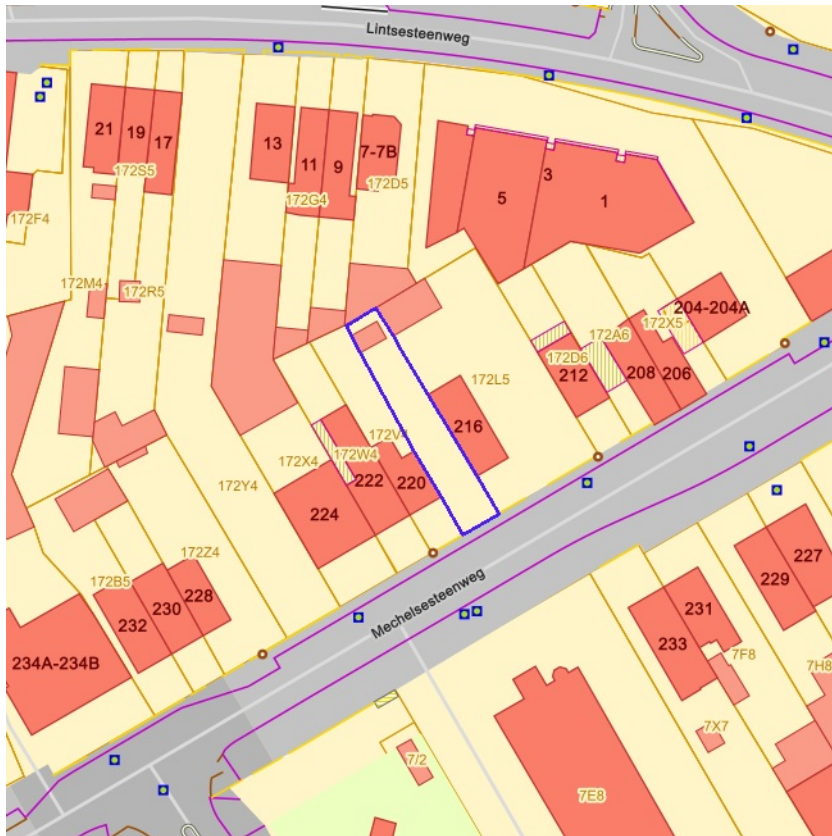 Lintsesteenweg
21
19
17
13
11
9
7-7B
5
3
1
172S5
172G4
172D5
172F4
172M4
172R5
204-204A
172X5
172A6
172D6
212
208
206
172L5
216
172V4
172W4
172X4
222
220
224
172Y4
172Z4
172B5
228
230
232
234A-234B
Mechelsesteenweg
227
229
231
233
7F8
7H8
7X7
7/2
7E8